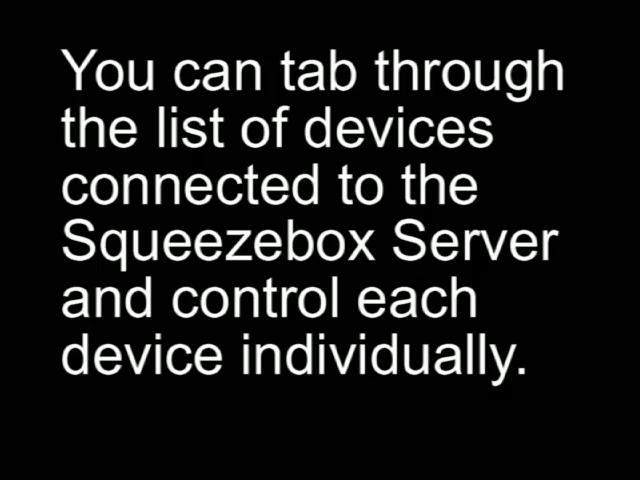 You can tab through
the list of devices
connected to the
Squeezebox Server
and control each
device individually.